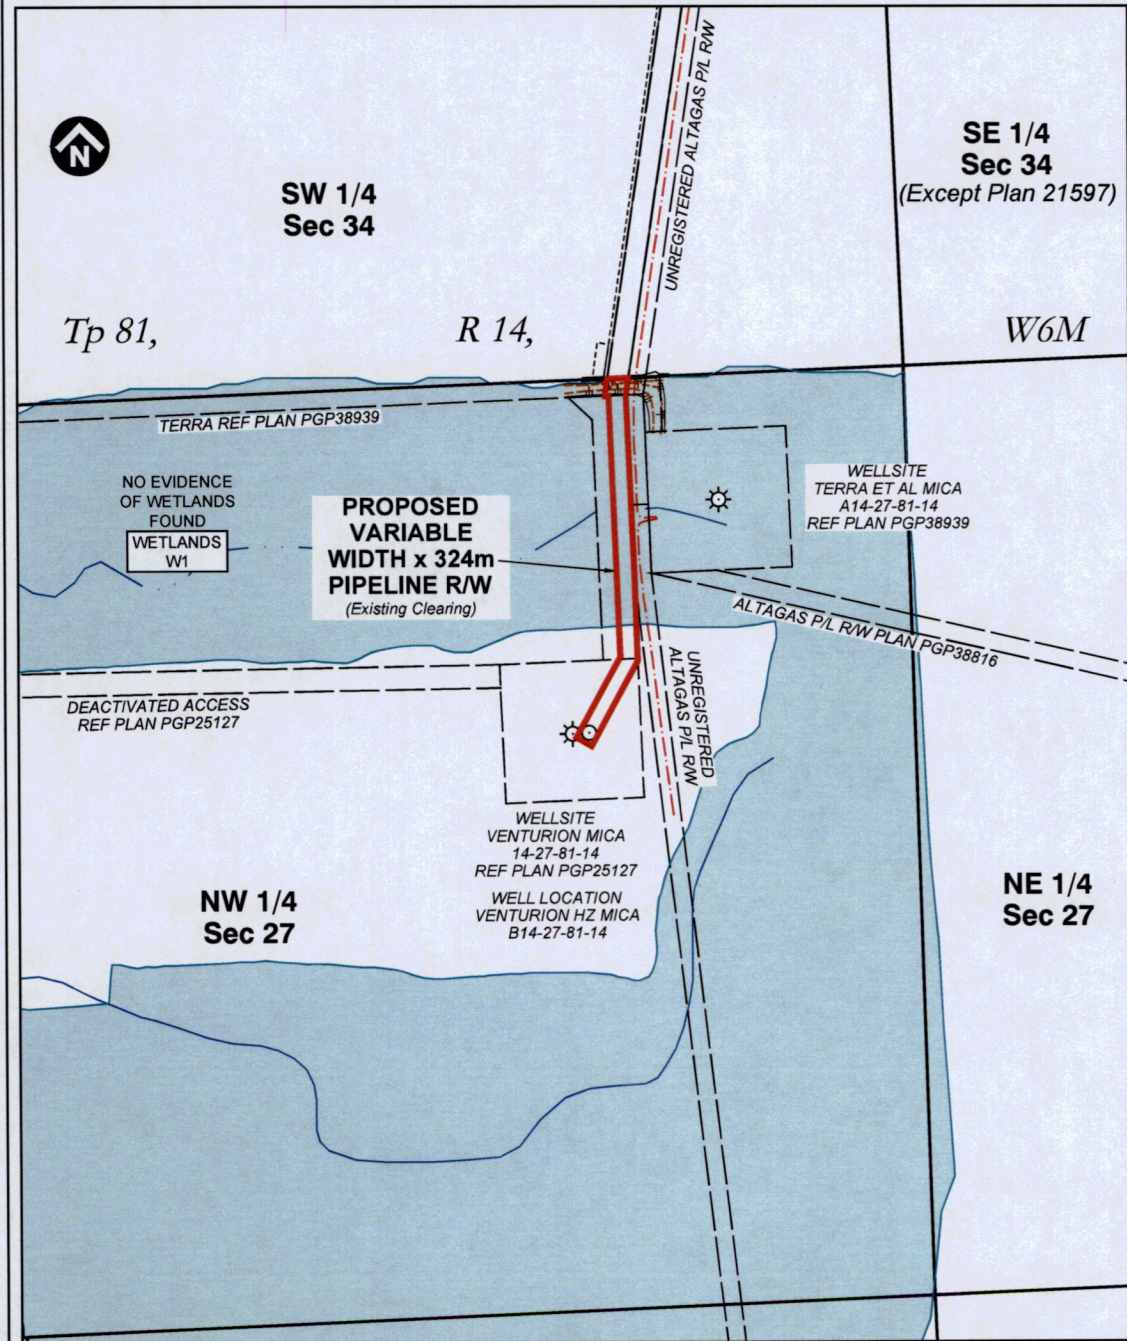 N
SW 1/4
Sec 34
SE 1/4
Sec 34
(Except Plan 21597)
UNREGISTERED ALTAGAS P/L R/W
Tp 81,
R 14,
W6M
TERRA REF PLAN PGP38939
NO EVIDENCE
OF WETLANDS
FOUND
WETLANDS
W1
PROPOSED
VARIABLE
WIDTH x 324m
PIPELINE R/W
(Existing Clearing)
WELLSITE
TERRA ET AL MICA
A14-27-81-14
REF PLAN PGP38939
ALTAGAS P/L R/W PLAN PGP38816
UNREGISTERED
ALTAGAS P/L R/W
DEACTIVATED ACCESS
REF PLAN PGP25127
WELLSITE
VENTURION MICA
14-27-81-14
REF PLAN PGP25127
WELL LOCATION
VENTURION HZ MICA
B14-27-81-14
NW 1/4
Sec 27
NE 1/4
Sec 27